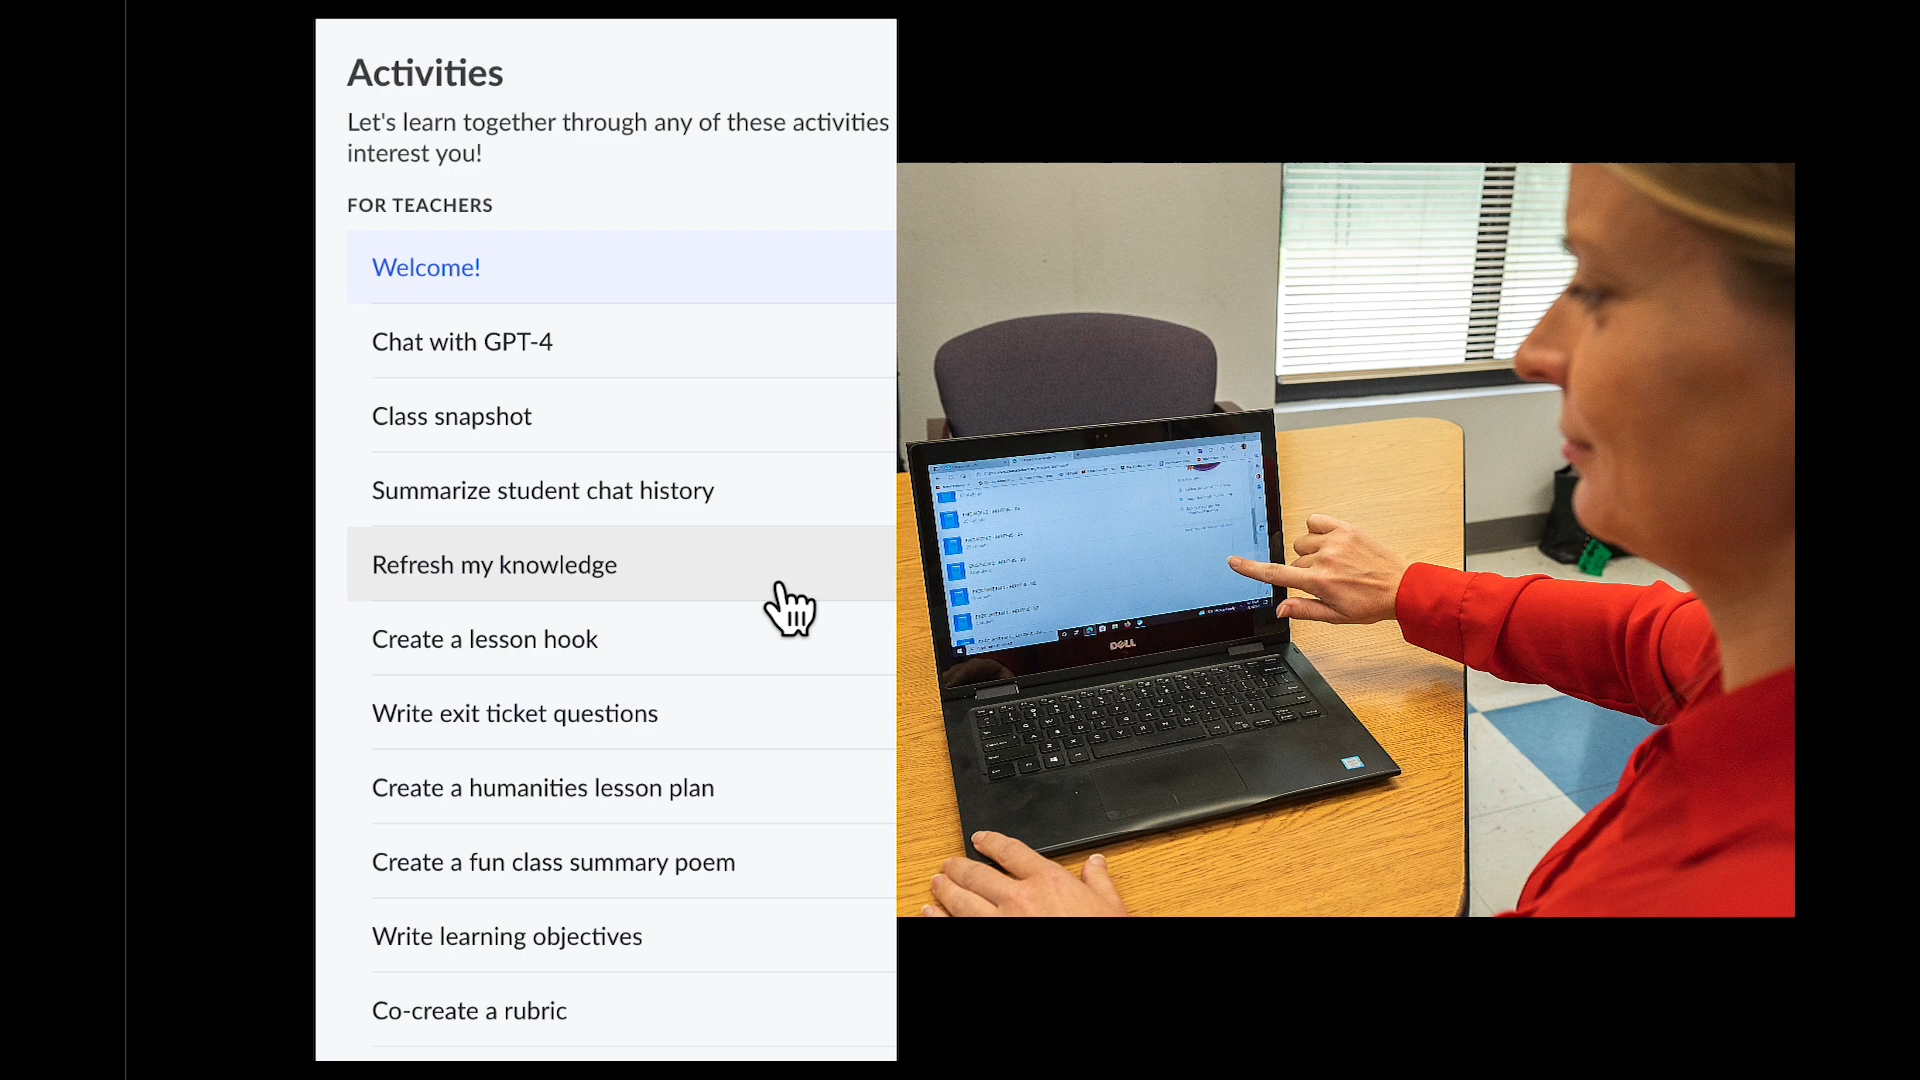 Activities
Let's learn together through any of these activities
interest you!
FOR TEACHERS
Welcome!
Chat with GPT-4
Class snapshot
Summarize student chat history
Refresh my knowledge
Create a lesson hook
Write exit ticket questions
Create a humanities lesson plan
Create a fun class summary poem
Write learning objectives
Co-create a rubric
DELL